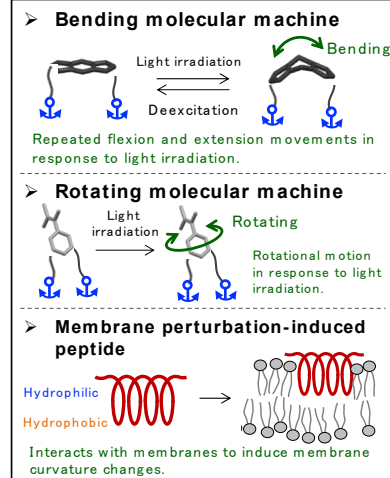 ➢ Bending molecular machine
Light irradiation
Bending
Deexcitation
Repeated flexion and extension movements in
response to light irradiation.
➢ Rotating molecular machine
Light
irradiation
Rotating
Rotational motion
in response to light
irradiation.
➢ Membrane perturbation-induced
peptide
Hydrophilic
Hydrophobic
Interacts with membranes to induce membrane
curvature changes.